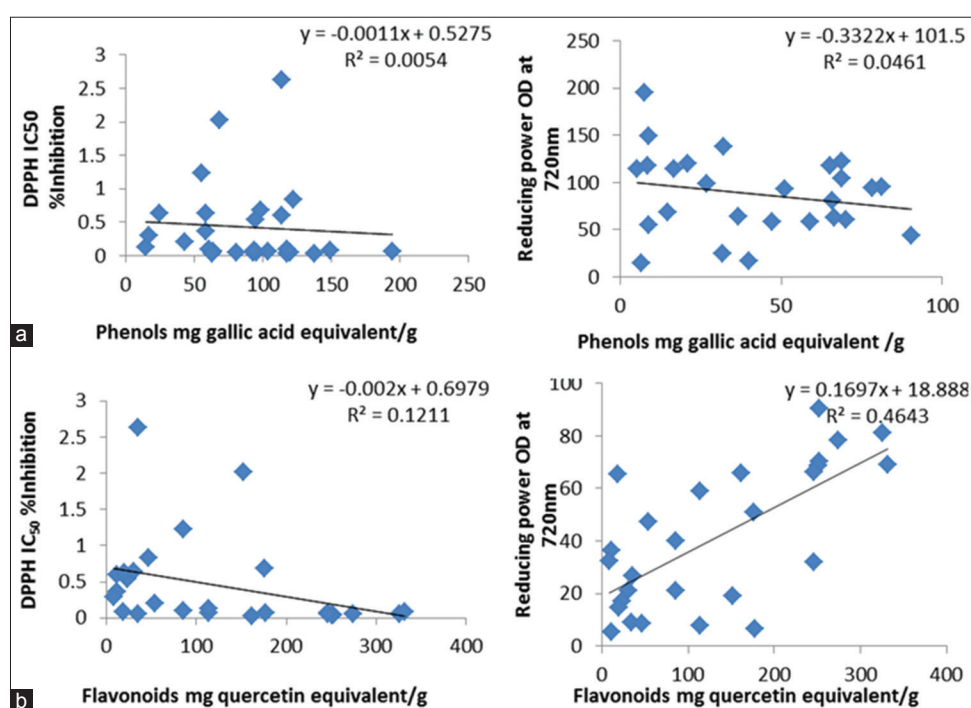 y = -0.0011x + 0.5275
R² = 0.0054
DPPH IC50
%Inhibition
3
2.5
2
1.5
1
0.5
0
0 50 100 150 200 250
Phenols mg gallic acid equivalent/g
y = -0.3322x + 101.5
R² = 0.0461
Reducing power OD at
720nm
250
200
150
100
50
0
0 50 100
Phenols mg gallic acid equivalent /g
a
y = -0.002x + 0.6979
R² = 0.1211
DPPH IC₅₀ %Inhibition
3
2.5
2
1.5
1
0.5
0
0 100 200 300 400
Flavonoids mg quercetin equivalent/g
y = 0.1697x + 18.888
R² = 0.4643
Reducing power OD at
720nm
100
80
60
40
20
0
0 100 200 300 400
Flavonoids mg quercetin equivalent/g
b